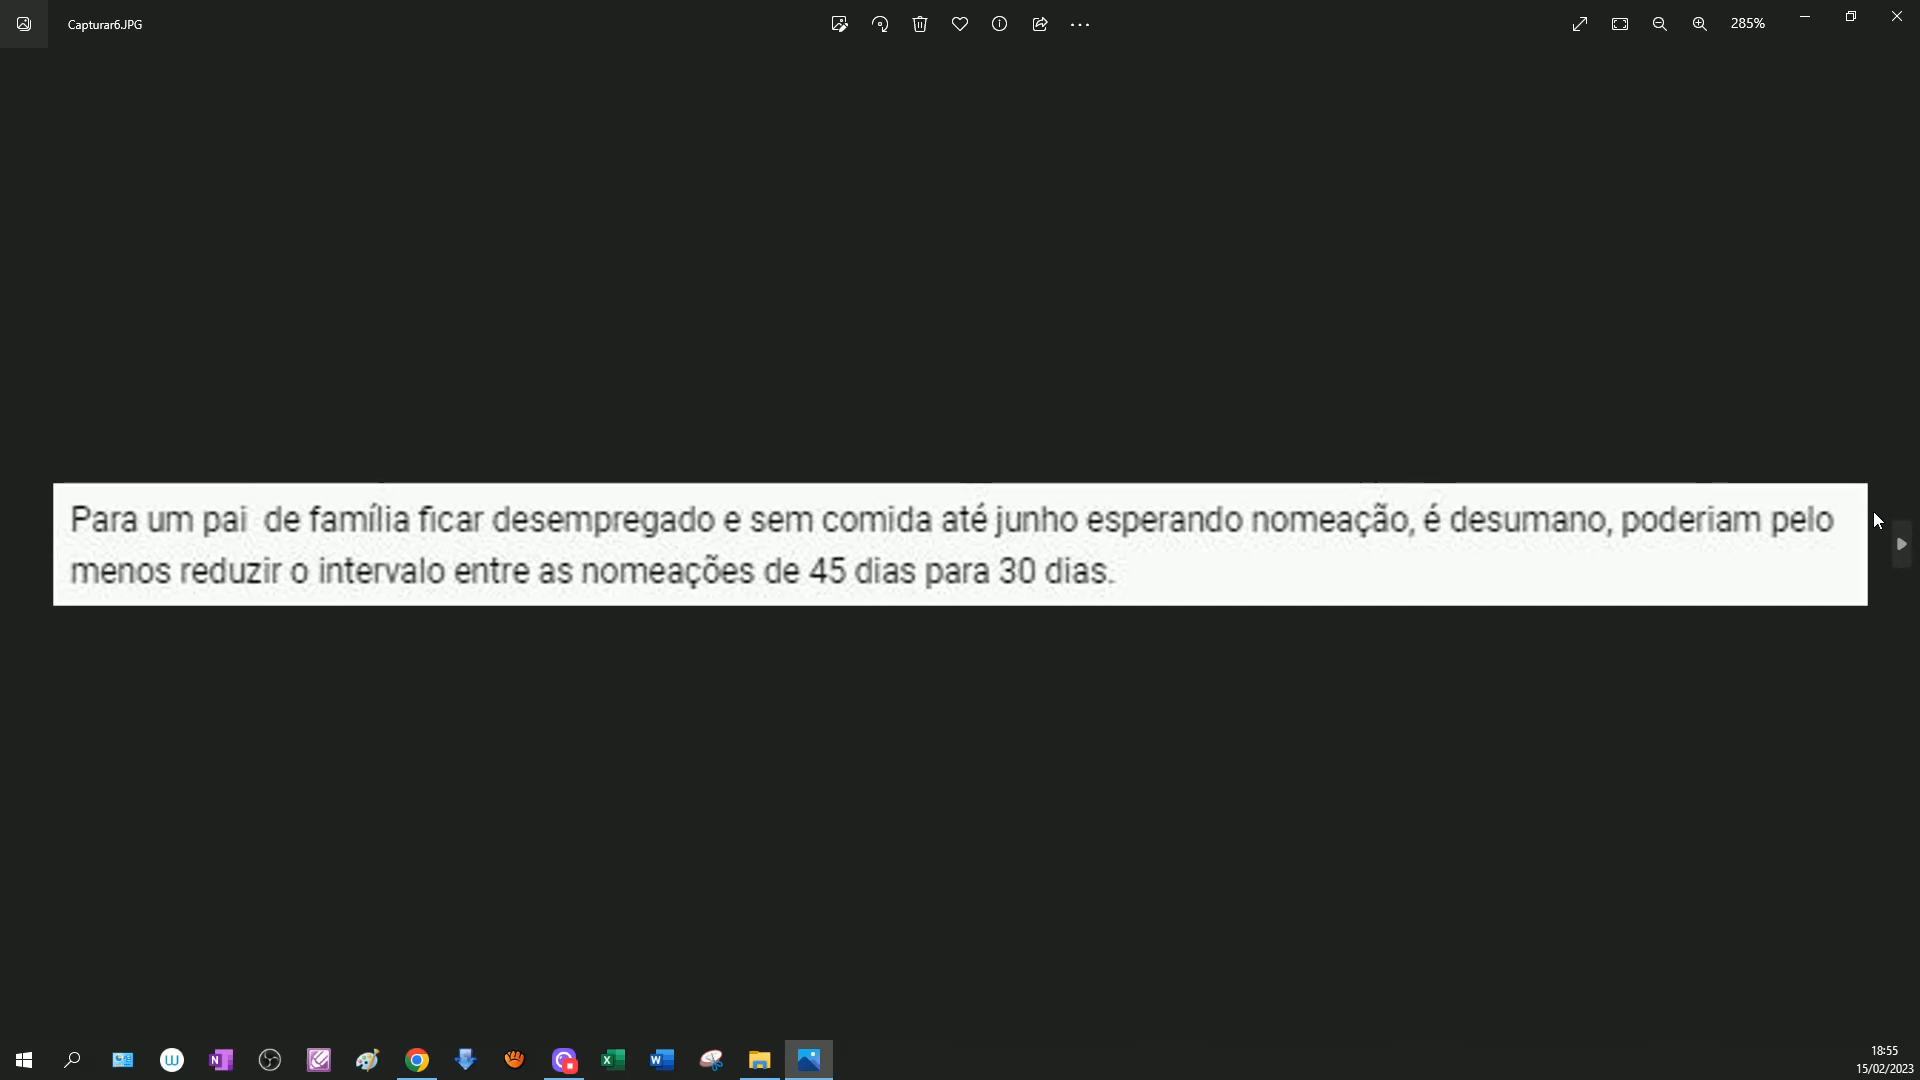 Capturar6.JPG
285%
Para um pai  de família ficar desempregado e sem comida até junho esperando nomeação, é desumano, poderiam pelo
menos reduzir o intervalo entre as nomeações de 45 dias para 30 dias.
18:55
15/02/2023